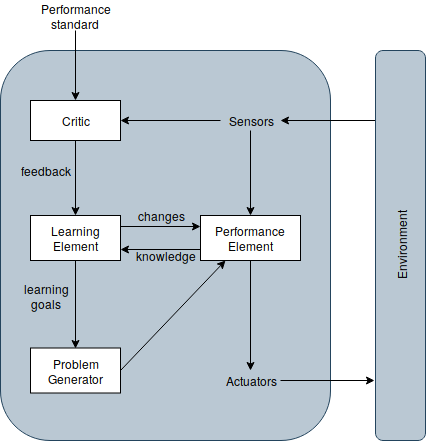 Performance
standard
Critic
Sensors
feedback
changes
Learning
Element
Performance
Element
knowledge
learning
goals
Problem
Generator
Actuators
Environment